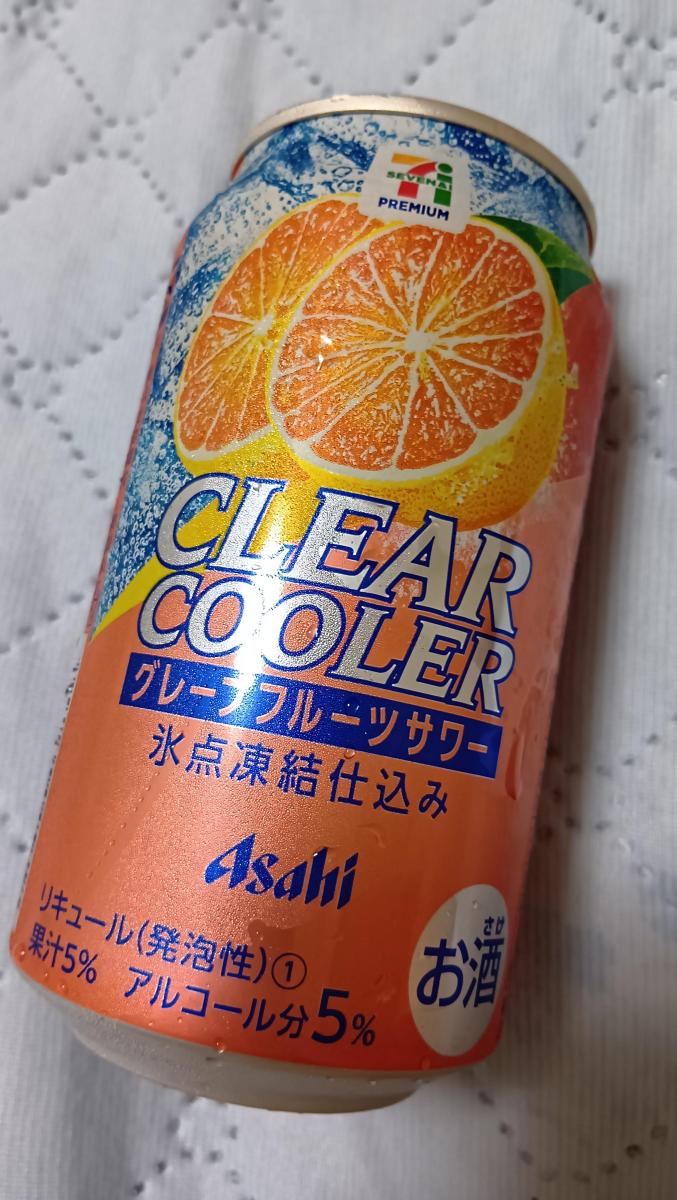 SEVEN&i
PREMIUM
CLEAR
COOLER
グレープフルーツサワー
氷点凍結仕込み
Asahi
リキュール(発泡性)①
果汁5% アルコール分5%
さけ
お酒